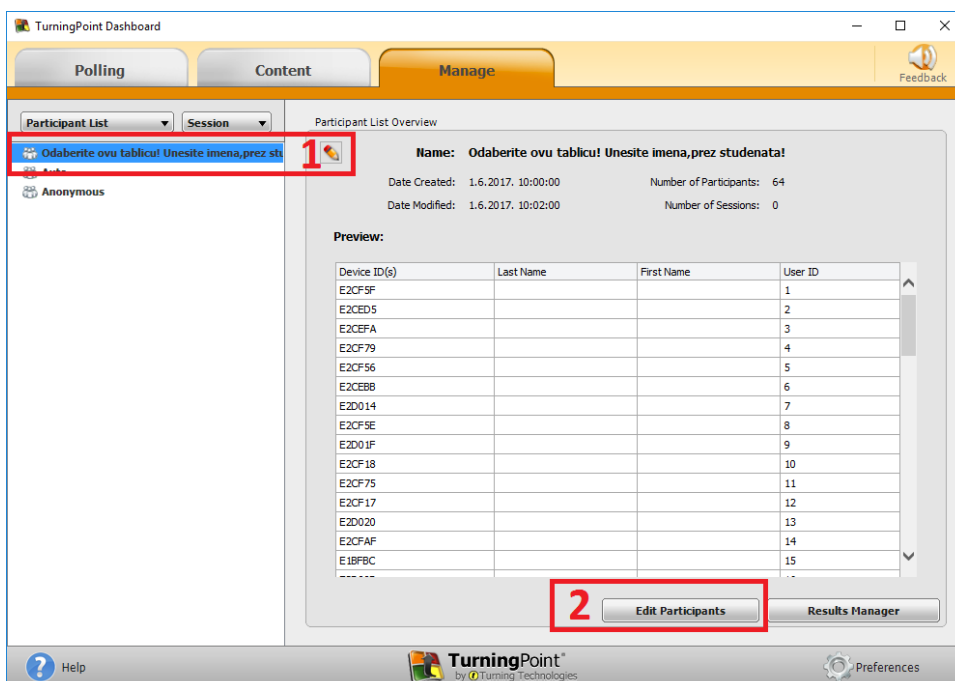 TurningPoint Dashboard
Polling
Content
Manage
Feedback
Participant List
Session
Odaberite ovu tablicu! Unesite imena,prez stu
Auto
Anonymous
1
Participant List Overview
Name: Odaberite ovu tablicu! Unesite imena,prez studenata!
Date Created: 1.6.2017. 10:00:00 Number of Participants: 64
Date Modified: 1.6.2017. 10:02:00 Number of Sessions: 0
Preview:
Device ID(s) Last Name First Name User ID
E2CF5F 1
E2CED5 2
E2CEFA 3
E2CF79 4
E2CF56 5
E2CEBB 6
E2D014 7
E2CF5E 8
E2D01F 9
E2CF18 10
E2CF75 11
E2CF17 12
E2D020 13
E2CFAF 14
E1BFBC 15
2
Edit Participants
Results Manager
Help
TurningPoint®
by Turning Technologies
Preferences